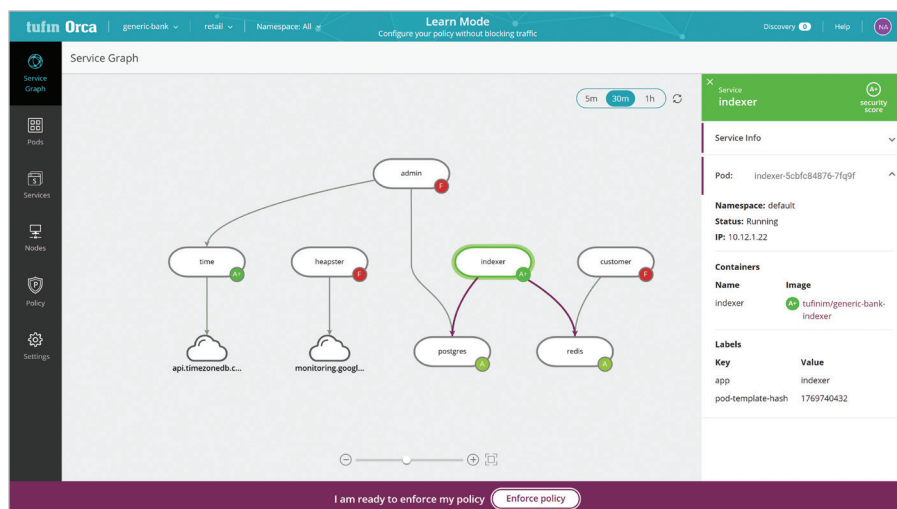 tufin Orca
generic-bank
retail
Namespace: All
Learn Mode
Configure your policy without blocking traffic
Discovery 0
Help
NA
Service Graph
Pods
Services
Nodes
Policy
Settings
Service Graph
5m 30m 1h
admin
F
time
A+
heapster
F
indexer
A+
customer
F
postgres
A
redis
A
api.timezonedb.c...
monitoring.googl...
Service
indexer
A+
security
score
Service Info
Pod: indexer-5cbfc84876-7fq9f
Namespace: default
Status: Running
IP: 10.12.1.22
Containers
Name Image
indexer A+ tufinim/generic-bank-
indexer
Labels
Key Value
app indexer
pod-template-hash 1769740432
I am ready to enforce my policy Enforce policy